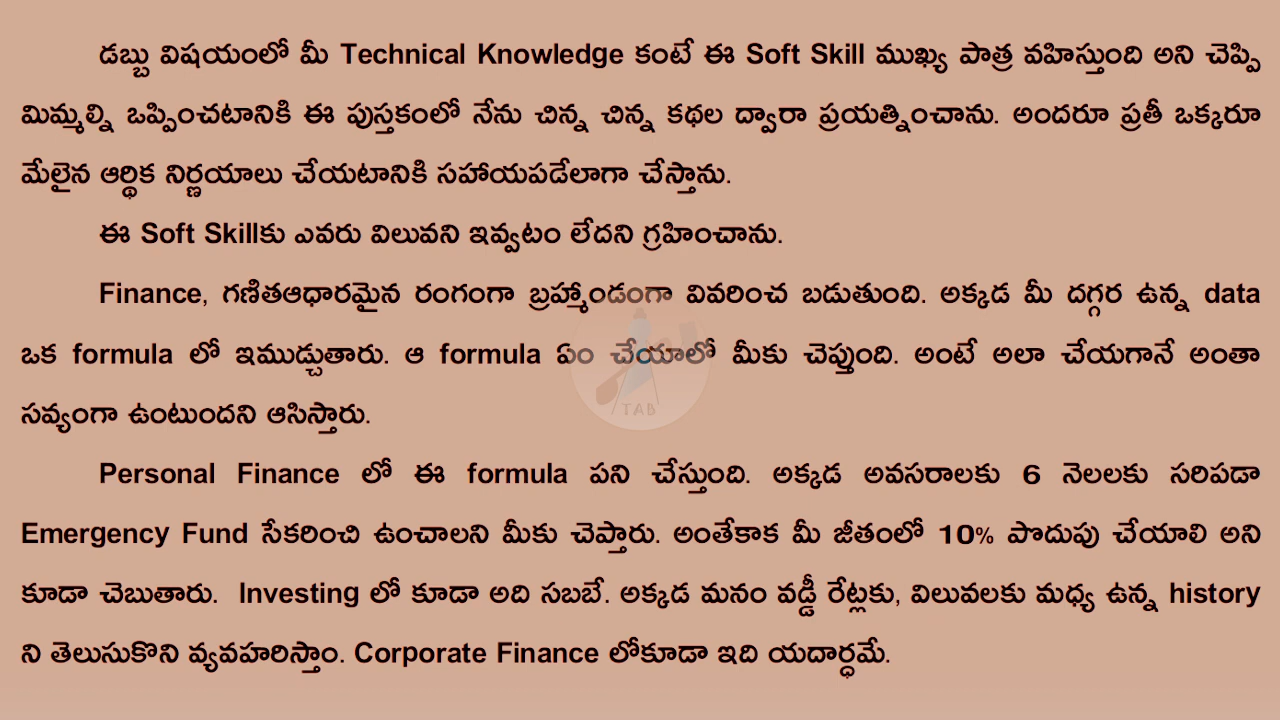 డబ్బు విషయంలో మీ Technical Knowledge కంటే ఈ Soft Skill ముఖ్య పాత్ర వహిస్తుంది అని చెప్పి
మిమ్మల్ని ఒప్పించటానికి ఈ పుస్తకంలో నేను చిన్న చిన్న కథల ద్వారా ప్రయత్నించాను. అందరూ ప్రతీ ఒక్కరూ
మేలైన ఆర్థిక నిర్ణయాలు చేయటానికి సహాయపడేలాగా చేస్తాను.
ఈ Soft Skillకు ఎవరు విలువని ఇవ్వటం లేదని గ్రహించాను.
Finance, గణితఆధారమైన రంగంగా బ్రహ్మాండంగా వివరించ బడుతుంది. అక్కడ మీ దగ్గర ఉన్న data
ఒక formula లో ఇముడ్చుతారు. ఆ formula ఏం చేయాలో మీకు చెప్తుంది. అంటే అలా చేయగానే అంతా
సవ్యంగా ఉంటుందని ఆసిస్తారు.
Personal Finance లో ఈ formula పని చేస్తుంది. అక్కడ అవసరాలకు 6 నెలలకు సరిపడా
Emergency Fund సేకరించి ఉంచాలని మీకు చెప్తారు. అంతేకాక మీ జీతంలో 10% పొదుపు చేయాలి అని
కూడా చెబుతారు. Investing లో కూడా అది సబబే. అక్కడ మనం వడ్డీ రేట్లకు, విలువలకు మధ్య ఉన్న history
ని తెలుసుకొని వ్యవహరిస్తాం. Corporate Finance లోకూడా ఇది యదార్ధమే.
TAB